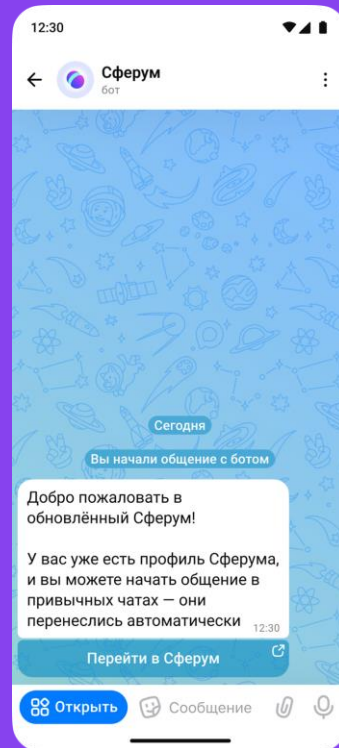 12:30
Сферум
бот
Сегодня
Вы начали общение с ботом
Добро пожаловать в
обновлённый Сферум!
У вас уже есть профиль Сферума,
и вы можете начать общение в
привычных чатах — они
перенеслись автоматически 12:30
Перейти в Сферум
Открыть Сообщение